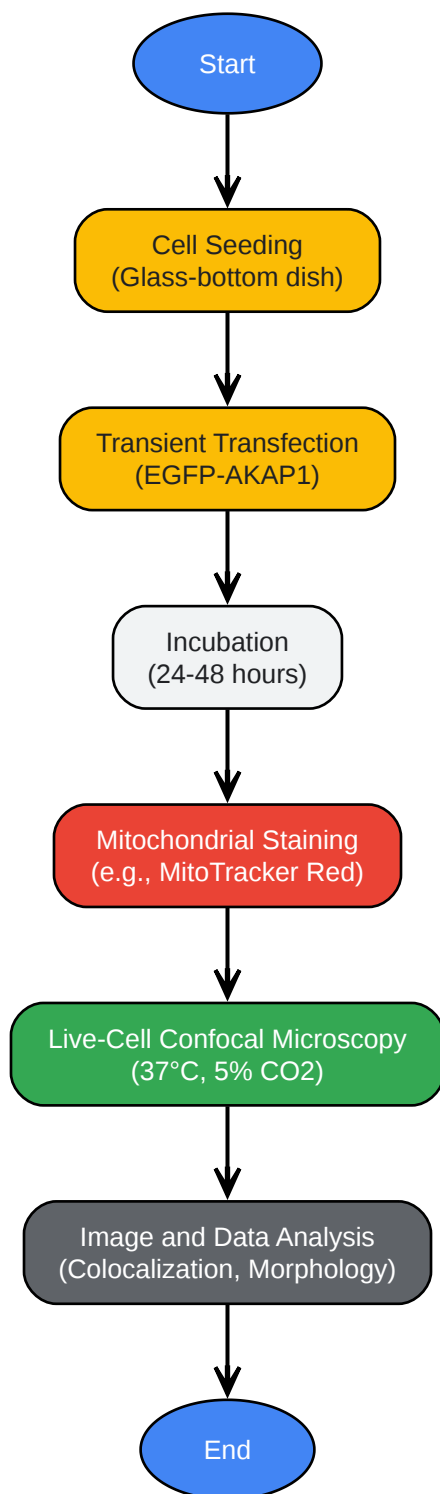 Start
Cell Seeding
(Glass-bottom dish)
Transient Transfection
(EGFP-AKAP1)
Incubation
(24-48 hours)
Mitochondrial Staining
(e.g., MitoTracker Red)
Live-Cell Confocal Microscopy
(37°C, 5% CO2)
Image and Data Analysis
(Colocalization, Morphology)
End